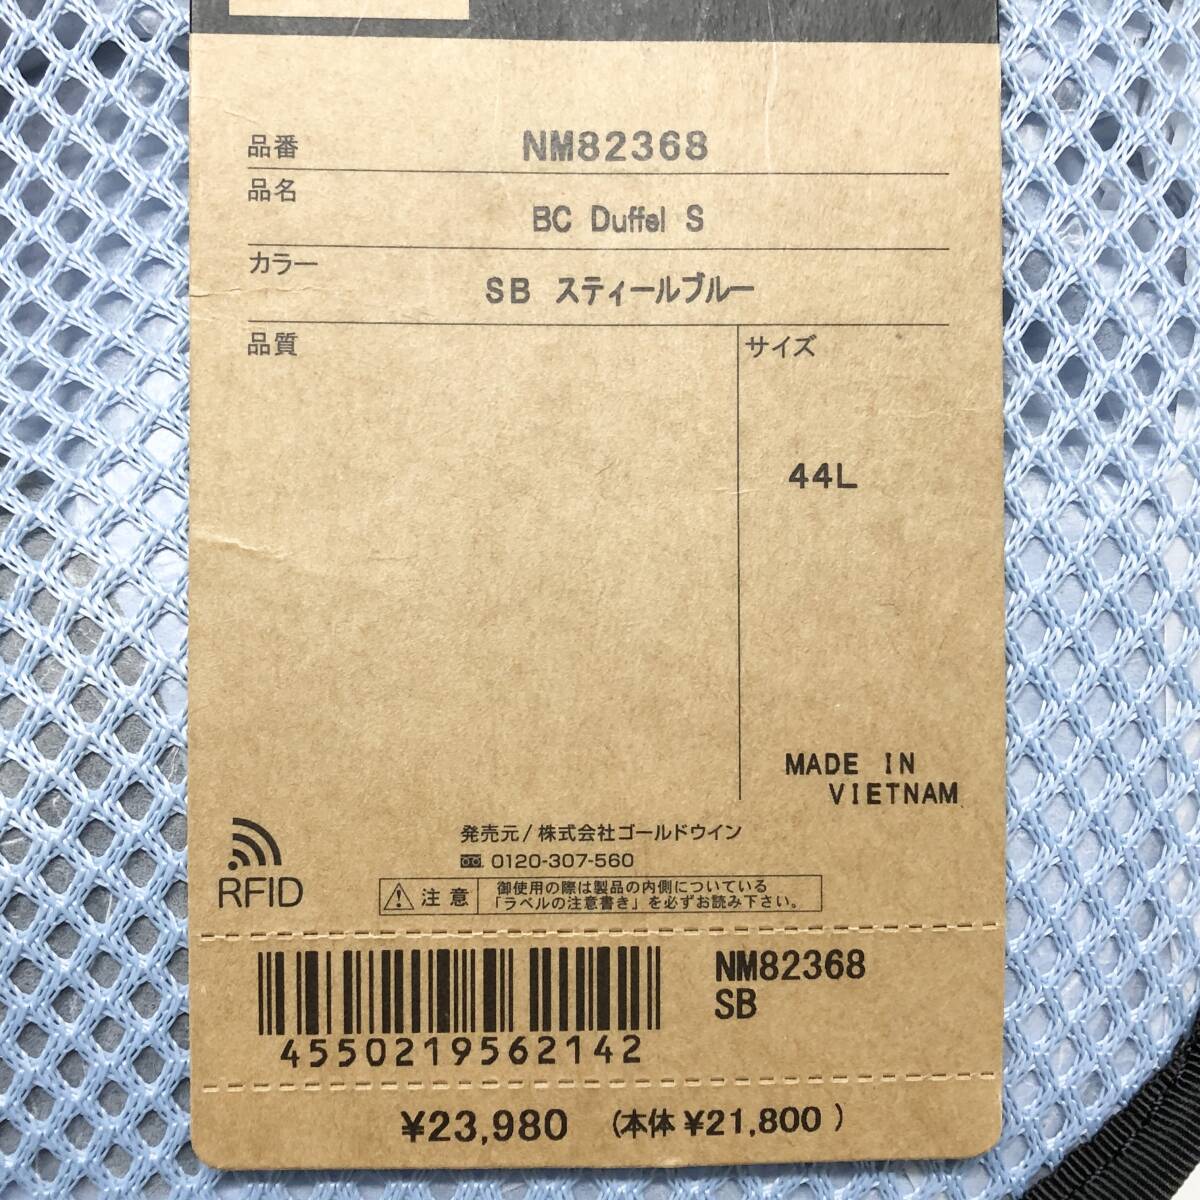 品番 NM82368
品名
BC Duffel S
カラー
SB スティールブルー
品質 サイズ
44L
MADE IN
VIETNAM
発売元/株式会社ゴールドウイン
0120-307-560
RFID
注意 御使用の際は製品の内側についている
「ラベルの注意書き」を必ずお読み下さい。
NM82368
SB
4550219562142
¥23,980 (本体 ¥21,800 )